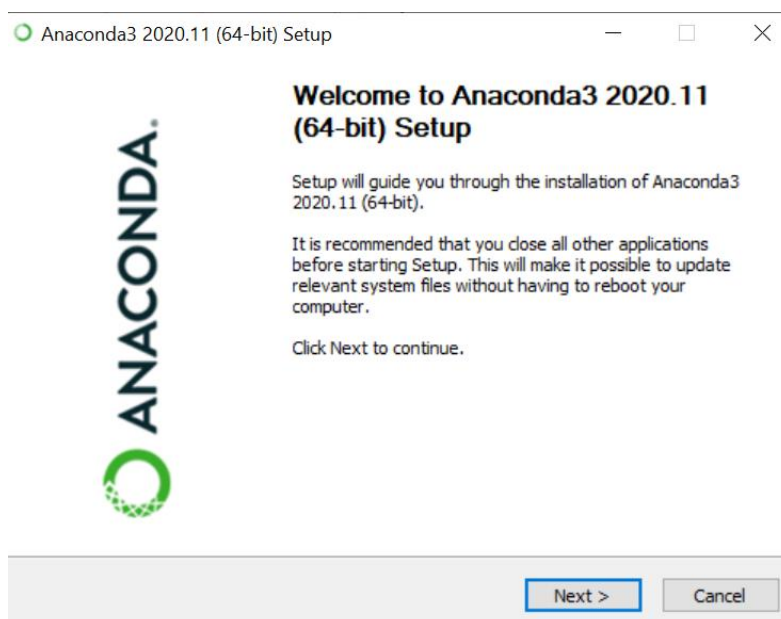 Anaconda3 2020.11 (64-bit) Setup
Welcome to Anaconda3 2020.11
(64-bit) Setup
ANACONDA.
Setup will guide you through the installation of Anaconda3
2020.11 (64-bit).
It is recommended that you close all other applications
before starting Setup. This will make it possible to update
relevant system files without having to reboot your
computer.
Click Next to continue.
Next >
Cancel